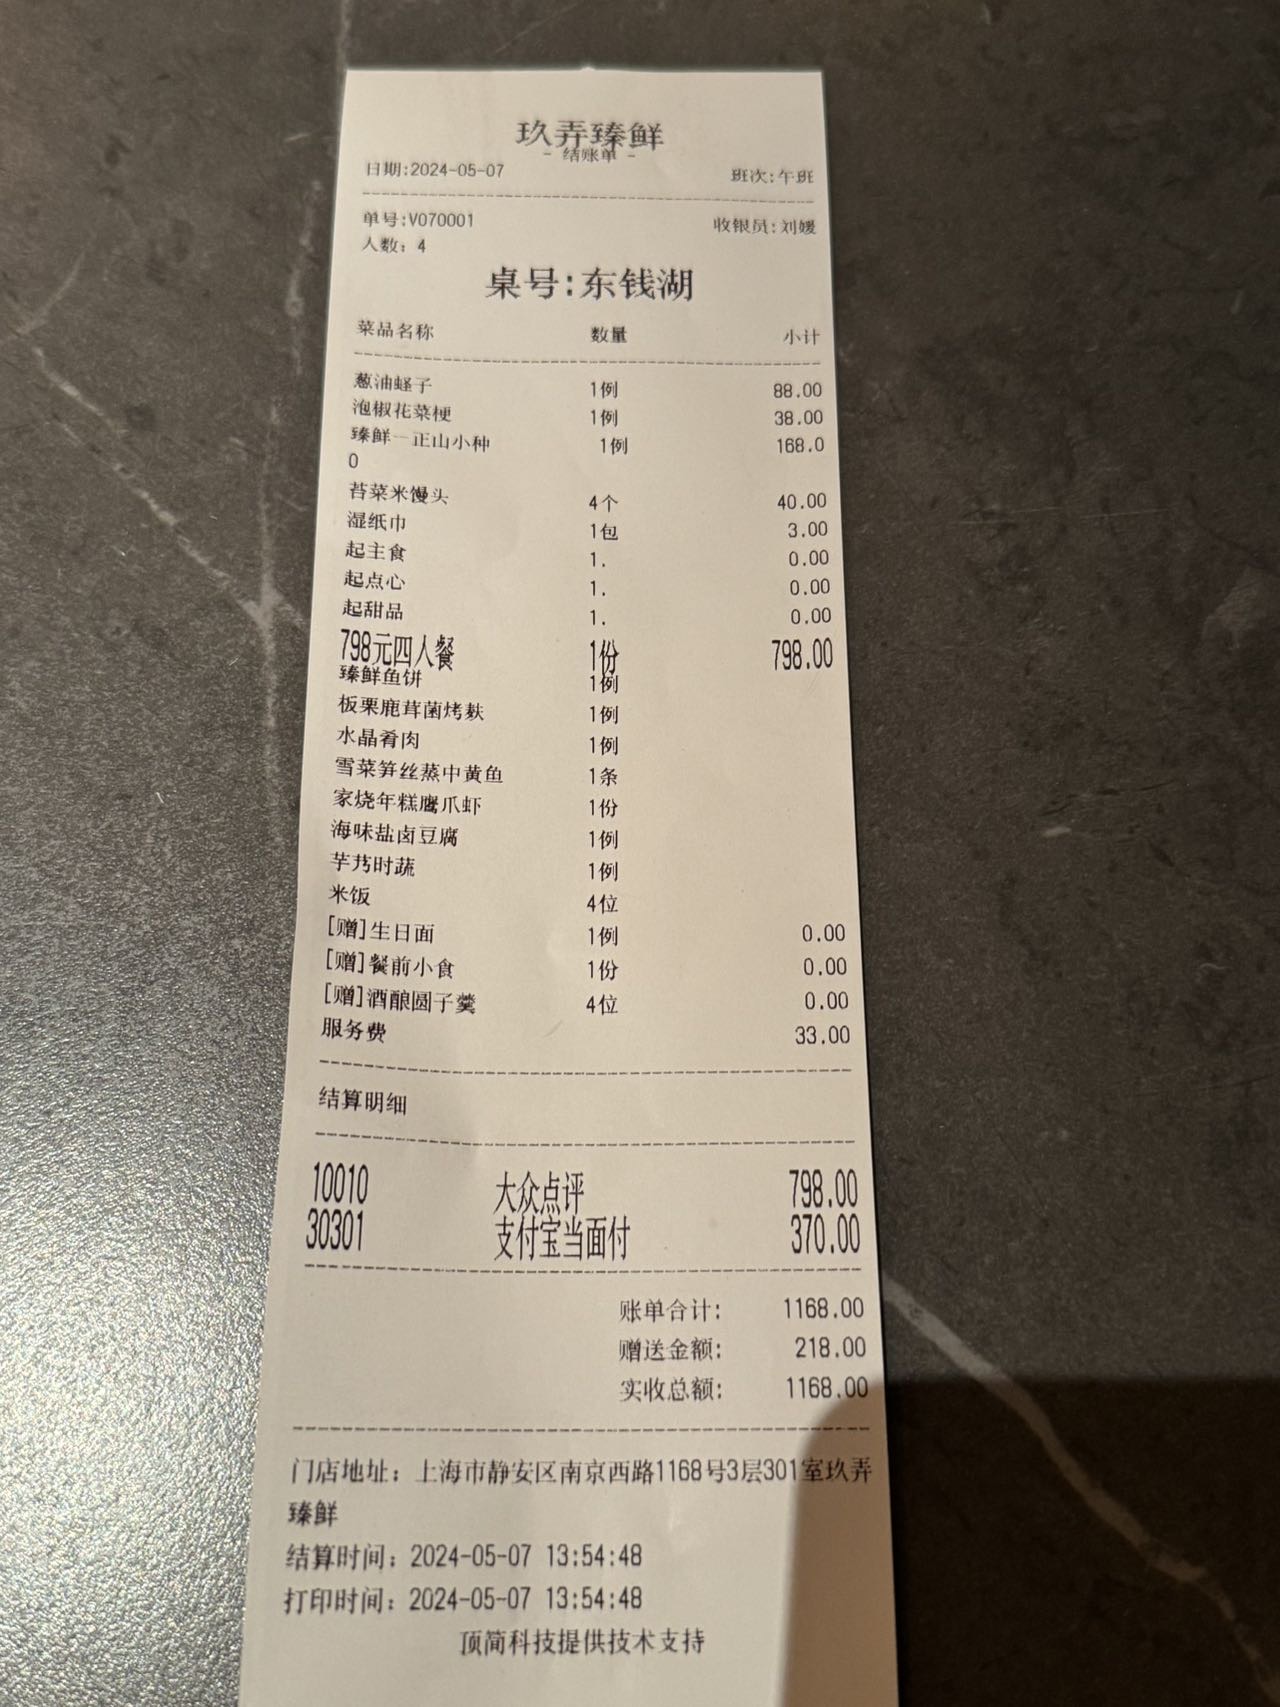 玖弄臻鲜
- 结账单 -
日期:2024-05-07 班次:午班
单号:V070001 收银员:刘媛
人数: 4
桌号:东钱湖
菜品名称 数量 小计
葱油蛏子 1例 88.00
泡椒花菜梗 1例 38.00
臻鲜一正山小种 1例 168.0
0
苔菜米馒头 4个 40.00
湿纸巾 1包 3.00
起主食 1. 0.00
起点心 1. 0.00
起甜品 1. 0.00
798元四人餐 1份 798.00
臻鲜鱼饼 1例
板栗鹿茸菌烤麸 1例
水晶肴肉 1例
雪菜笋丝蒸中黄鱼 1条
家烧年糕鹰爪虾 1份
海味盐卤豆腐 1例
芋艿时蔬 1例
米饭 4位
[赠]生日面 1例 0.00
[赠]餐前小食 1份 0.00
[赠]酒酿圆子羹 4位 0.00
服务费 33.00
结算明细
10010 大众点评 798.00
30301 支付宝当面付 370.00
账单合计: 1168.00
赠送金额: 218.00
实收总额: 1168.00
门店地址: 上海市静安区南京西路1168号3层301室玖弄
臻鲜
结算时间: 2024-05-07 13:54:48
打印时间: 2024-05-07 13:54:48
顶简科技提供技术支持